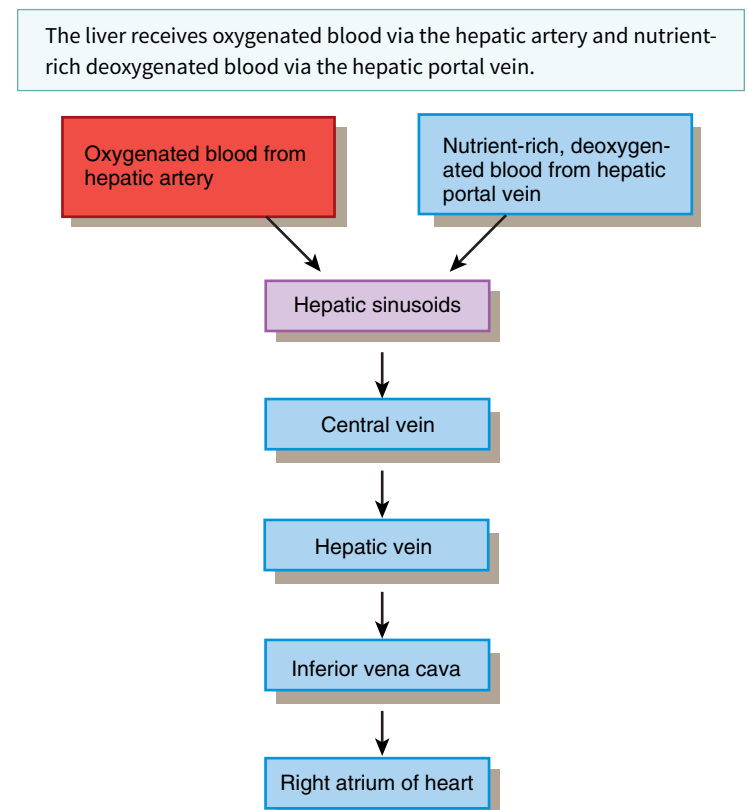 The liver receives oxygenated blood via the hepatic artery and nutrient-
rich deoxygenated blood via the hepatic portal vein.
Oxygenated blood from
hepatic artery
Nutrient-rich, deoxygen-
ated blood from hepatic
portal vein
Hepatic sinusoids
Central vein
Hepatic vein
Inferior vena cava
Right atrium of heart